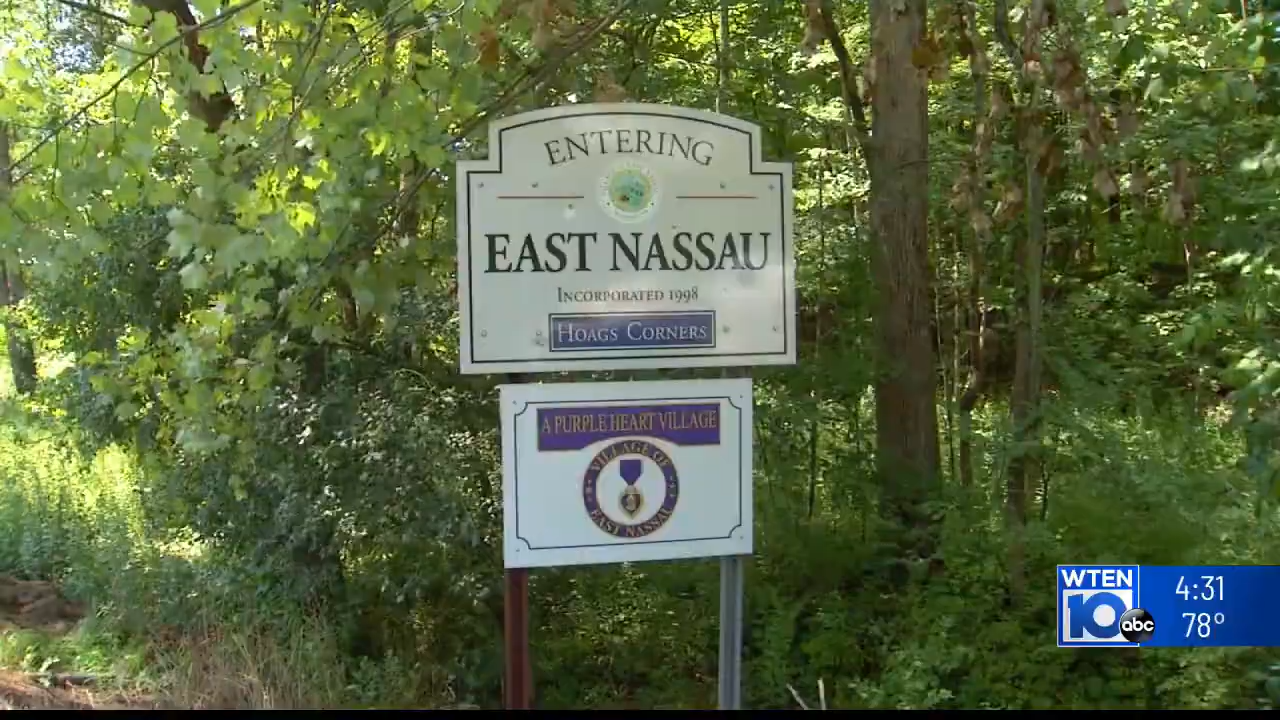 ENTERING
EAST NASSAU
INCORPORATED 1998
HOAGS CORNERS
A PURPLE HEART VILLAGE
VILLAGE OF
EAST NASSAU
WTEN
10
abc
4:31
78°